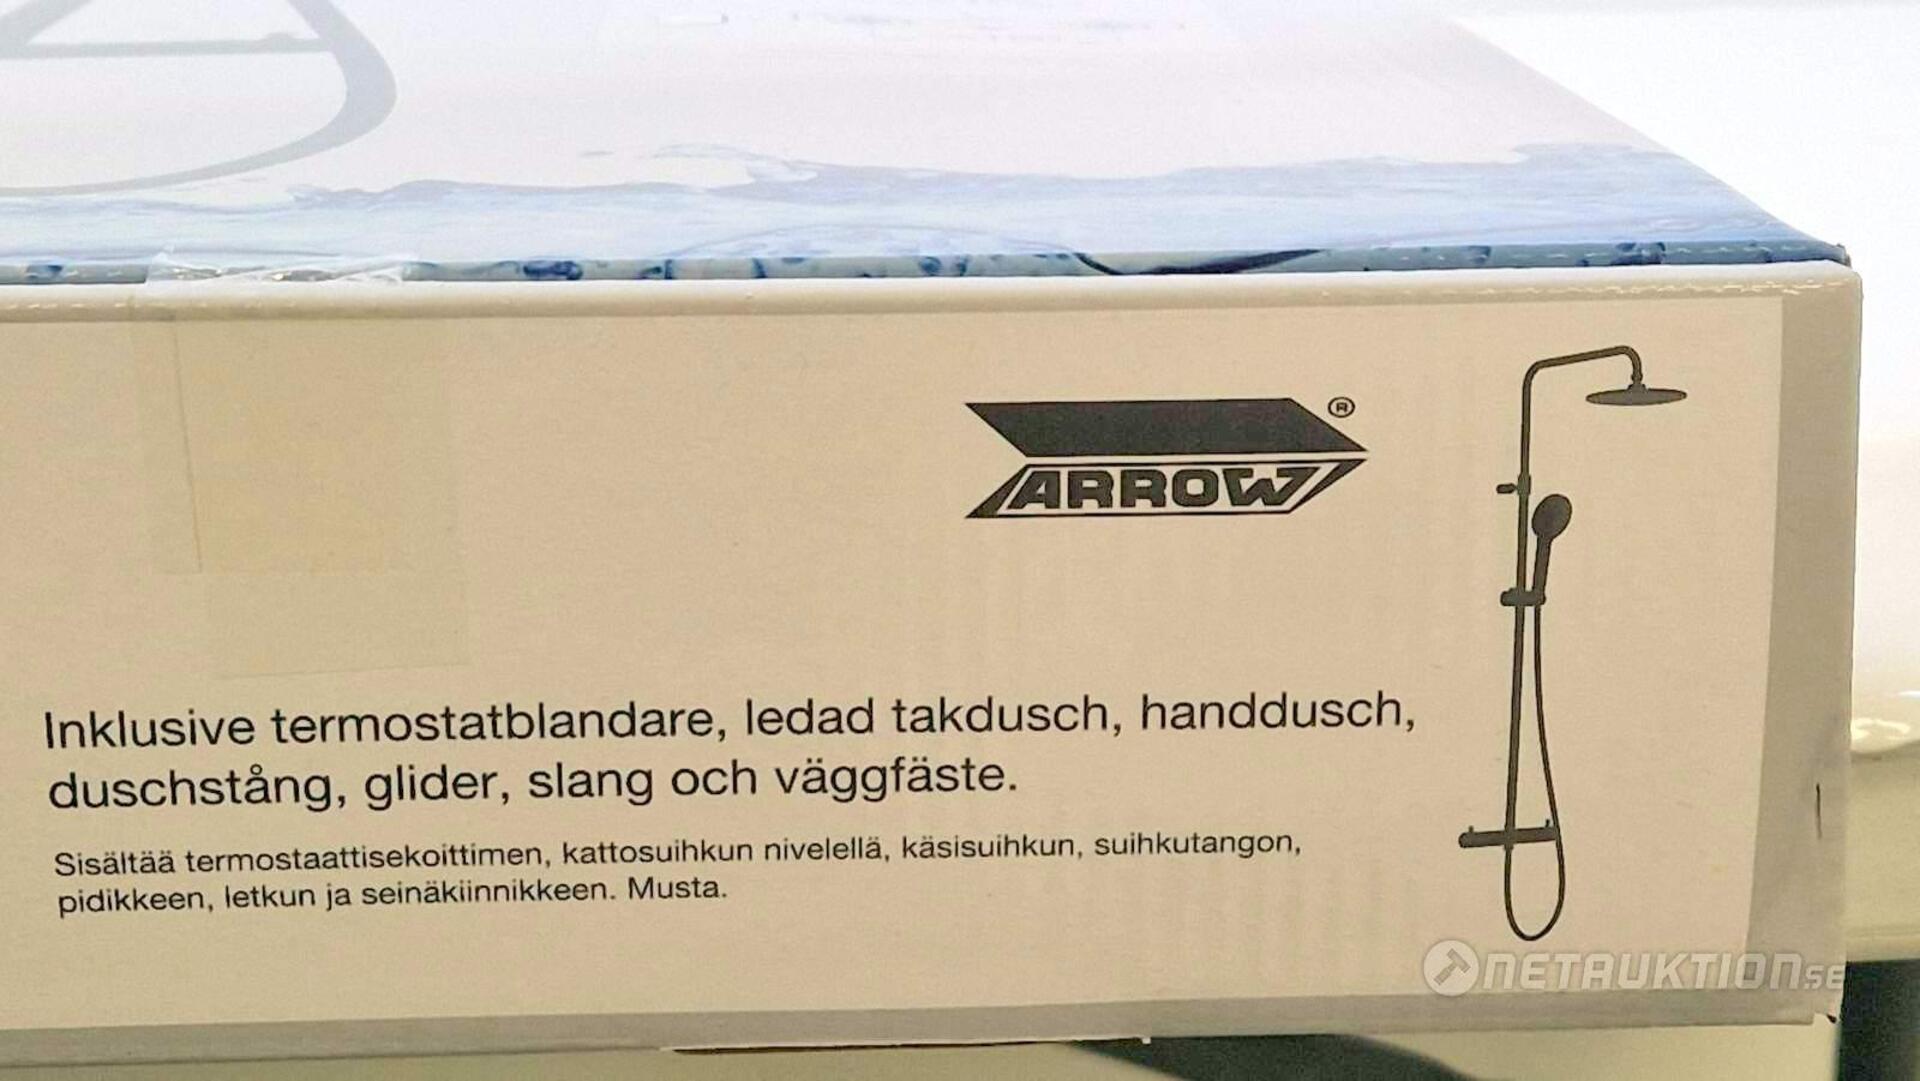 ARROW®
Inklusive termostatblandare, ledad takdusch, handdusch,
duschstång, glider, slang och väggfäste.
Sisältää termostaattisekoittimen, kattosuihkun nivelellä, käsisuihkun, suihkutangon,
pidikkeen, letkun ja seinäkiinnikkeen. Musta.
NETAUKTION.SE